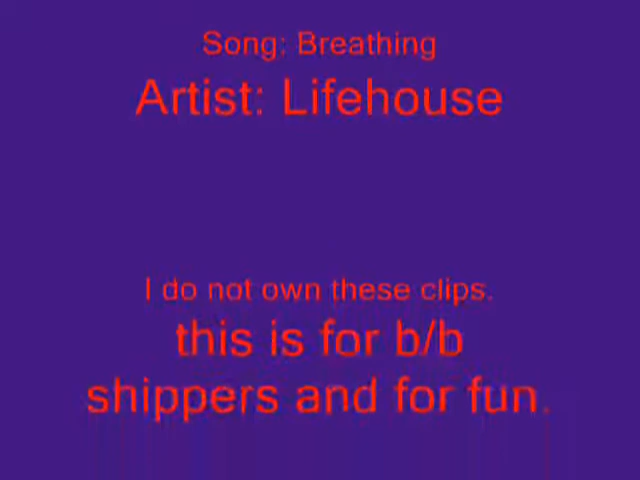 Song: Breathing
Artist: Lifehouse
I do not own these clips.
this is for b/b
shippers and for fun.